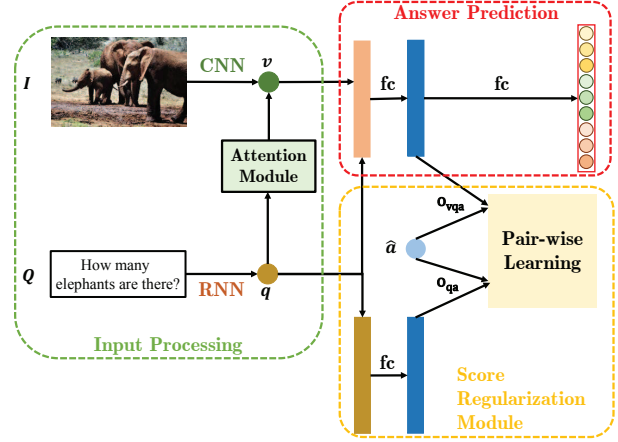 Answer Prediction
I
CNN
v
fc
fc
Attention
Module
O_vqa
â
Pair-wise
Learning
Q
How many
elephants are there?
RNN
q
O_qa
Input Processing
fc
Score
Regularization
Module